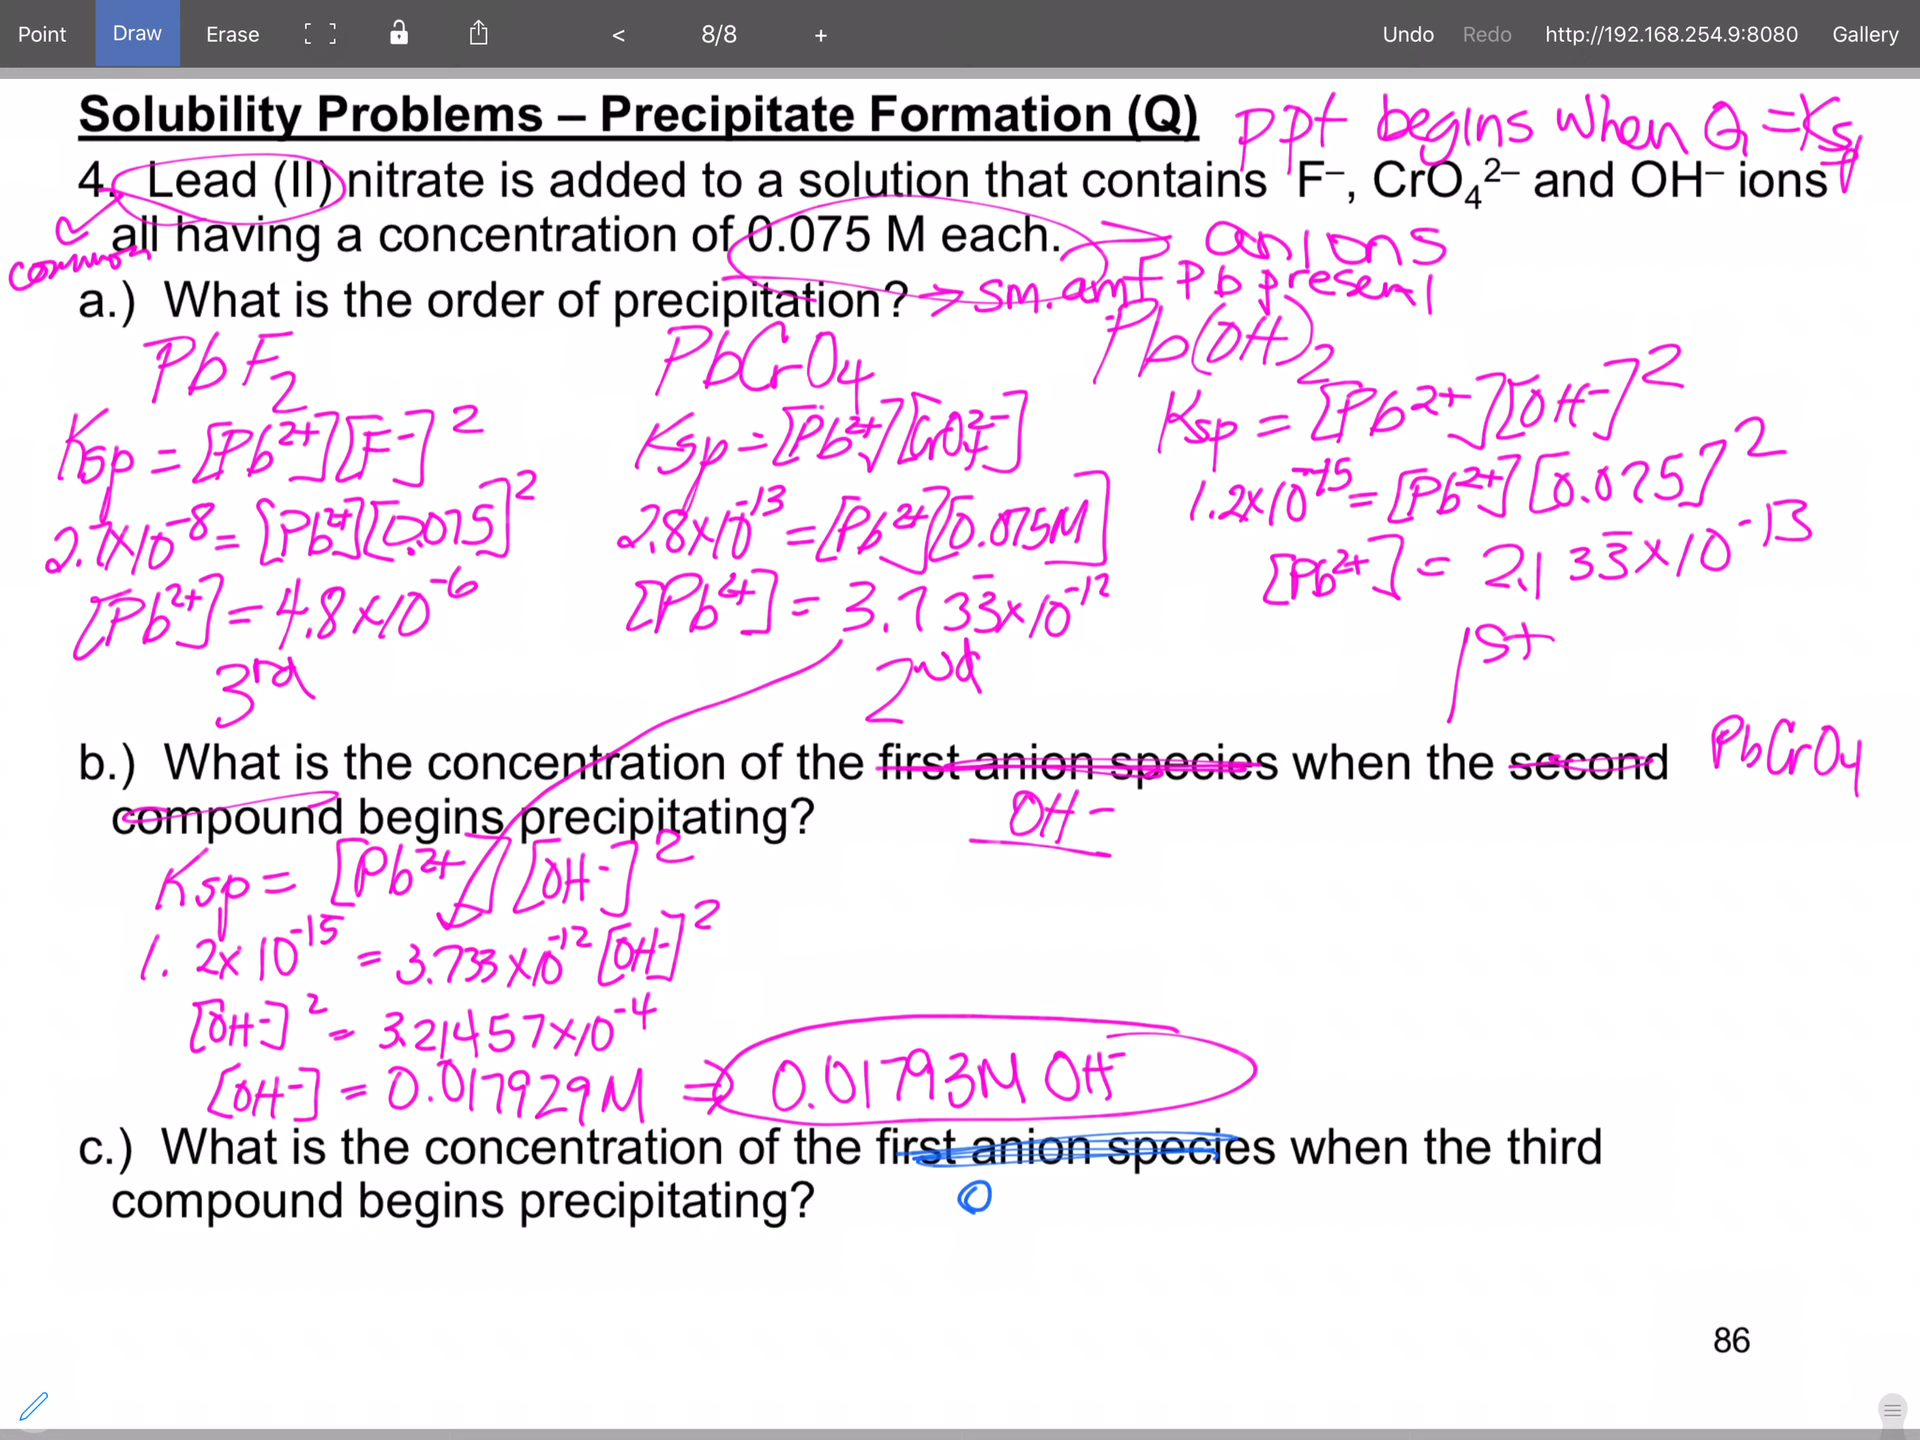 Point Draw Erase < 8/8 + Undo Redo http://192.168.254.9:8080 Gallery
Solubility Problems – Precipitate Formation (Q) ppt begins when Q = Ksp
4. Lead (II) nitrate is added to a solution that contains F⁻, CrO₄²⁻ and OH⁻ ions
all having a concentration of 0.075 M each. → anions
common
a.) What is the order of precipitation? → sm. amt Pb present
PbF₂ PbCrO₄ Pb(OH)₂
Ksp = [Pb²⁺][F⁻]² Ksp = [Pb²⁺][CrO₄²⁻] Ksp = [Pb²⁺][OH⁻]²
2.7x10⁻⁸ = [Pb²⁺][0.075]² 2.8x10⁻¹³ = [Pb²⁺][0.075M] 1.2x10⁻¹⁵ = [Pb²⁺][0.075]²
[Pb²⁺] = 4.8x10⁻⁶ [Pb²⁺] = 3.733̅x10⁻¹² [Pb²⁺] = 2.133̅x10⁻¹³
3rd 2nd 1st
b.) What is the concentration of the first anion species when the second PbCrO₄
compound begins precipitating? OH⁻
Ksp = [Pb²⁺][OH⁻]²
1.2x10⁻¹⁵ = 3.733x10⁻¹² [OH⁻]²
[OH⁻]² = 3.21457x10⁻⁴
[OH⁻] = 0.017929M ⇒ 0.01793M OH⁻
c.) What is the concentration of the first anion species when the third
compound begins precipitating? O
86